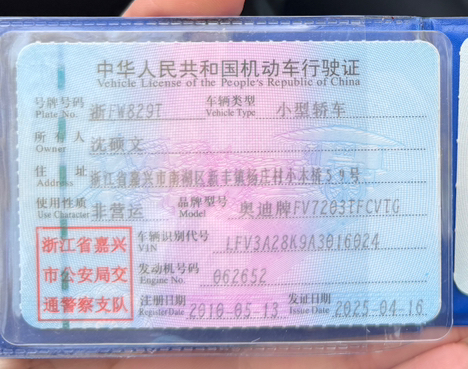 中华人民共和国机动车行驶证
Vehicle License of the People's Republic of China
号牌号码 浙FW829T 车辆类型 小型轿车
Plate No. Vehicle Type
所有人 沈硕文
Owner
住址 浙江省嘉兴市南湖区新丰镇杨庄村小木桥59号
Address
使用性质 非营运 品牌型号 奥迪牌FV7203TFCVTG
Use Character Model
浙江省嘉兴
市公安局交
通警察支队
车辆识别代号 LFV3A28K9A3016024
VIN
发动机号码 062652
Engine No.
注册日期 2010-05-13 发证日期 2025-04-16
Register Date Issue Date